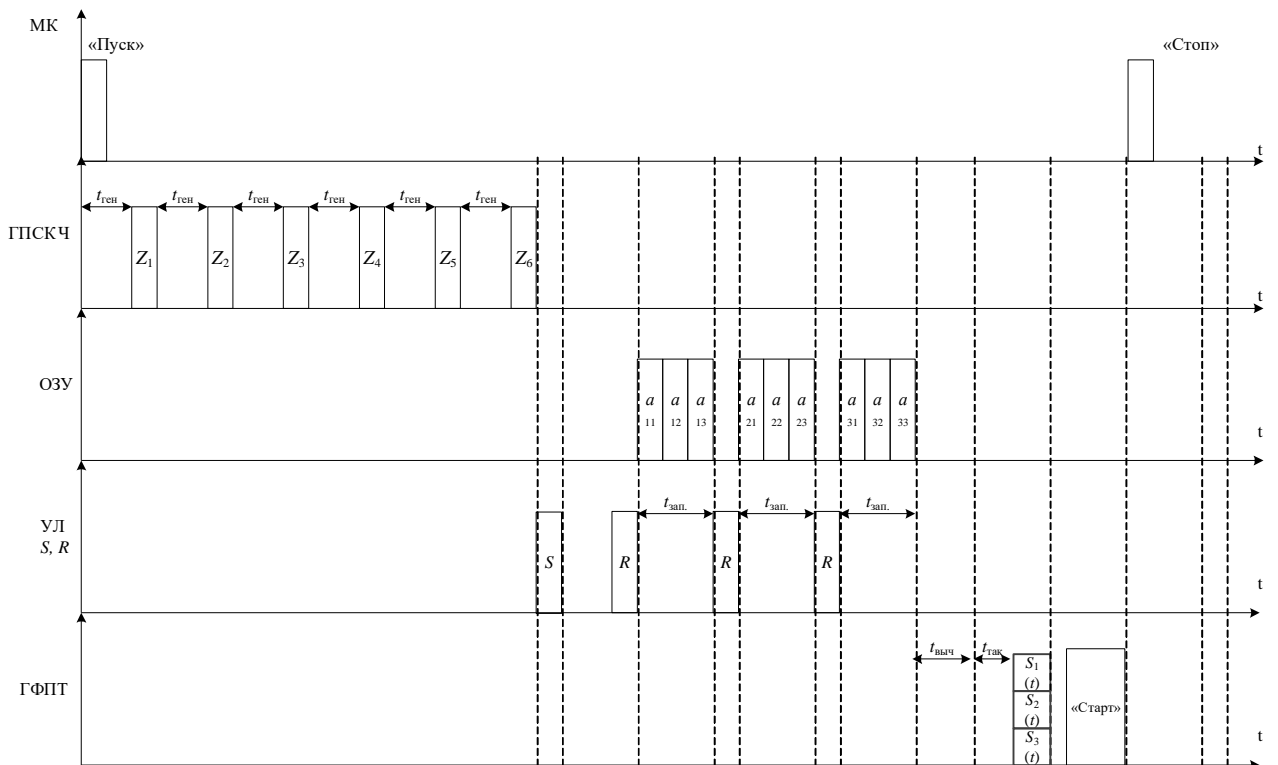 МК
«Пуск»
«Стоп»
t
ГПСКЧ
tген
tген
tген
tген
tген
tген
Z1
Z2
Z3
Z4
Z5
Z6
t
ОЗУ
a
11
a
12
a
13
a
21
a
22
a
23
a
31
a
32
a
33
t
УЛ
S, R
S
R
tзап.
R
tзап.
R
tзап.
t
ГФПТ
tвыч
tтак
S1
(t)
S2
(t)
S3
(t)
«Старт»
t